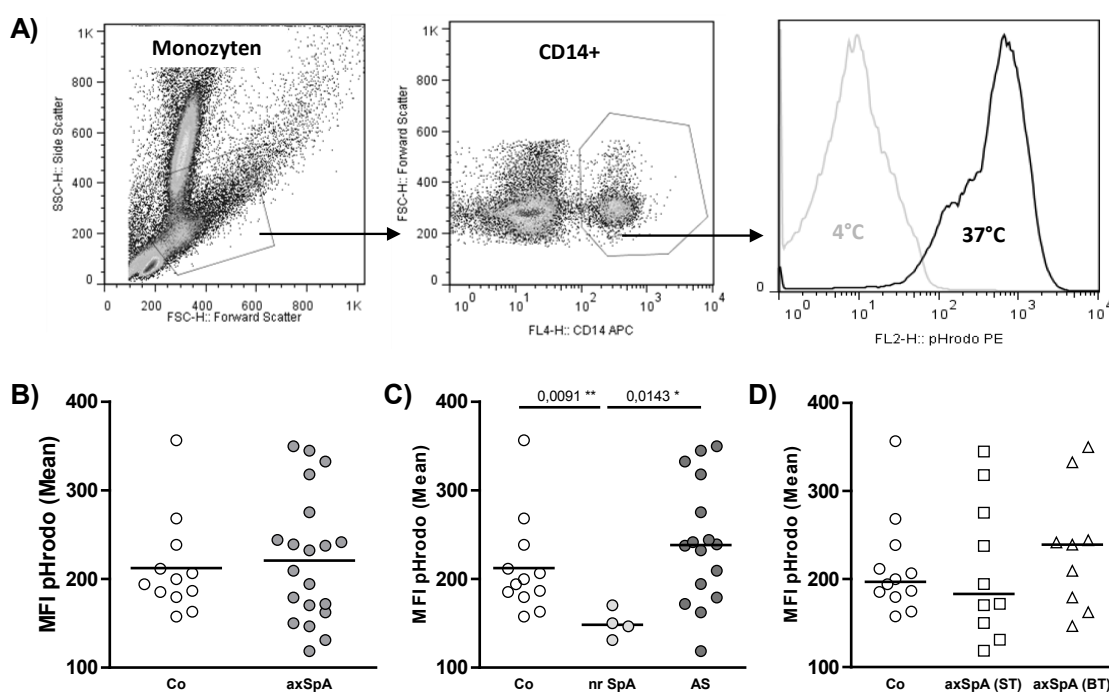 A)
Monozyten
1K
800
600
400
200
0
SSC-H:: Side Scatter
200 400 600 800 1K
FSC-H:: Forward Scatter
CD14+
1K
800
600
400
200
0
FSC-H:: Forward Scatter
10^0 10^1 10^2 10^3 10^4
FL4-H:: CD14 APC
4°C
37°C
0
10^0 10^1 10^2 10^3 10^4
FL2-H:: pHrodo PE
B)
400
300
200
100
MFI pHrodo (Mean)
Co axSpA
C)
0,0091 ** 0,0143 *
400
300
200
100
MFI pHrodo (Mean)
Co nr SpA AS
D)
400
300
200
100
MFI pHrodo (Mean)
Co axSpA (ST) axSpA (BT)